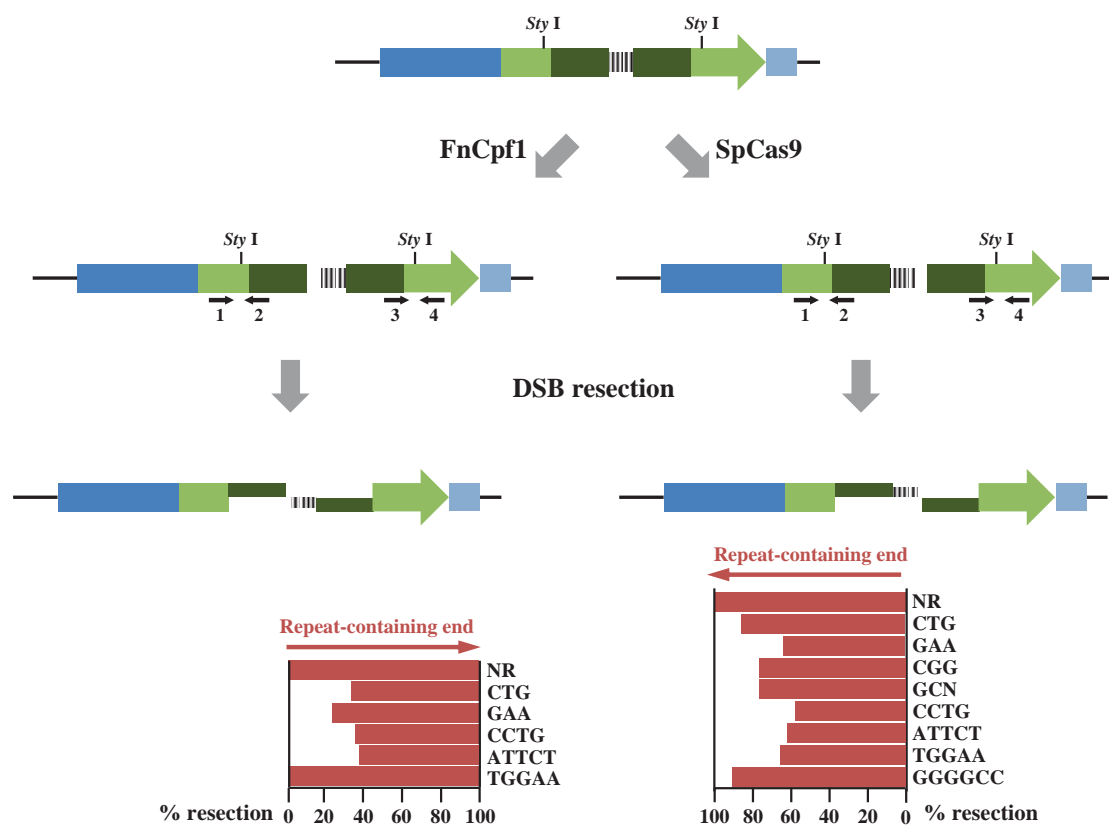 Sty I Sty I
FnCpf1 SpCas9
Sty I Sty I Sty I Sty I
1 2 3 4 1 2 3 4
DSB resection
Repeat-containing end
NR
CTG
GAA
CCTG
ATTCT
TGGAA
% resection 0 20 40 60 80 100
Repeat-containing end
NR
CTG
GAA
CGG
GCN
CCTG
ATTCT
TGGAA
GGGGCC
100 80 60 40 20 0 % resection